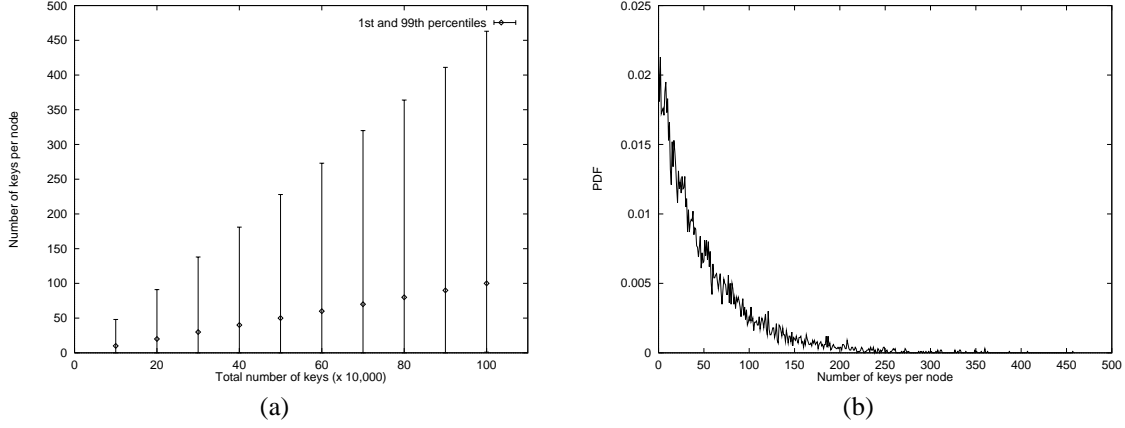 500
450
400
350
300
250
200
150
100
50
0
Number of keys per node
1st and 99th percentiles
0 20 40 60 80 100
Total number of keys (x 10,000)
(a)
0.025
0.02
0.015
0.01
0.005
0
PDF
0 50 100 150 200 250 300 350 400 450 500
Number of keys per node
(b)